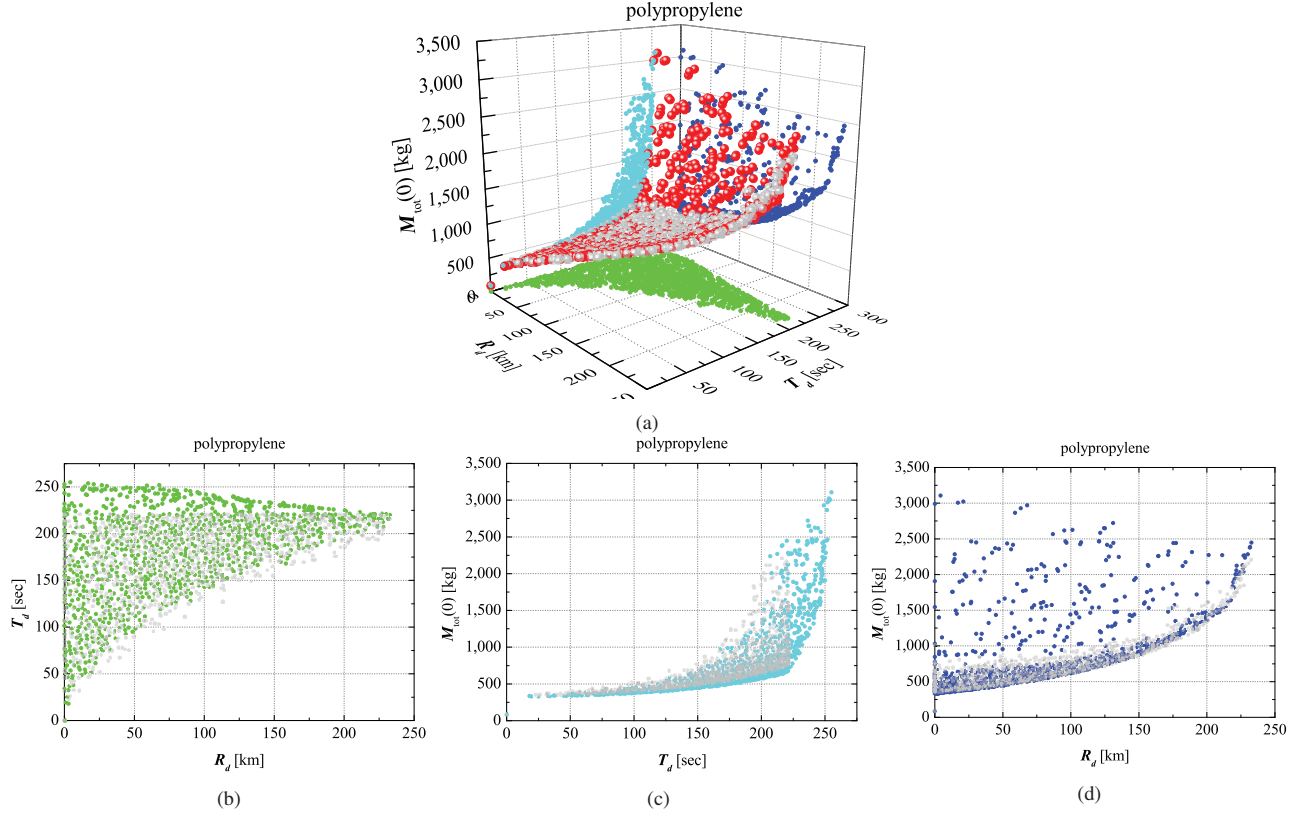 polypropylene
3,500
3,000
2,500
2,000
1,500
1,000
500
0
M_tot(0) [kg]
0
50
100
150
200
R_d [km]
50
100
150
200
250
300
T_d [sec]
(a)
polypropylene
250
200
150
100
50
0
T_d [sec]
0 50 100 150 200 250
R_d [km]
(b)
polypropylene
3,500
3,000
2,500
2,000
1,500
1,000
500
0
M_tot(0) [kg]
0 50 100 150 200 250
T_d [sec]
(c)
polypropylene
3,500
3,000
2,500
2,000
1,500
1,000
500
0
M_tot(0) [kg]
0 50 100 150 200 250
R_d [km]
(d)